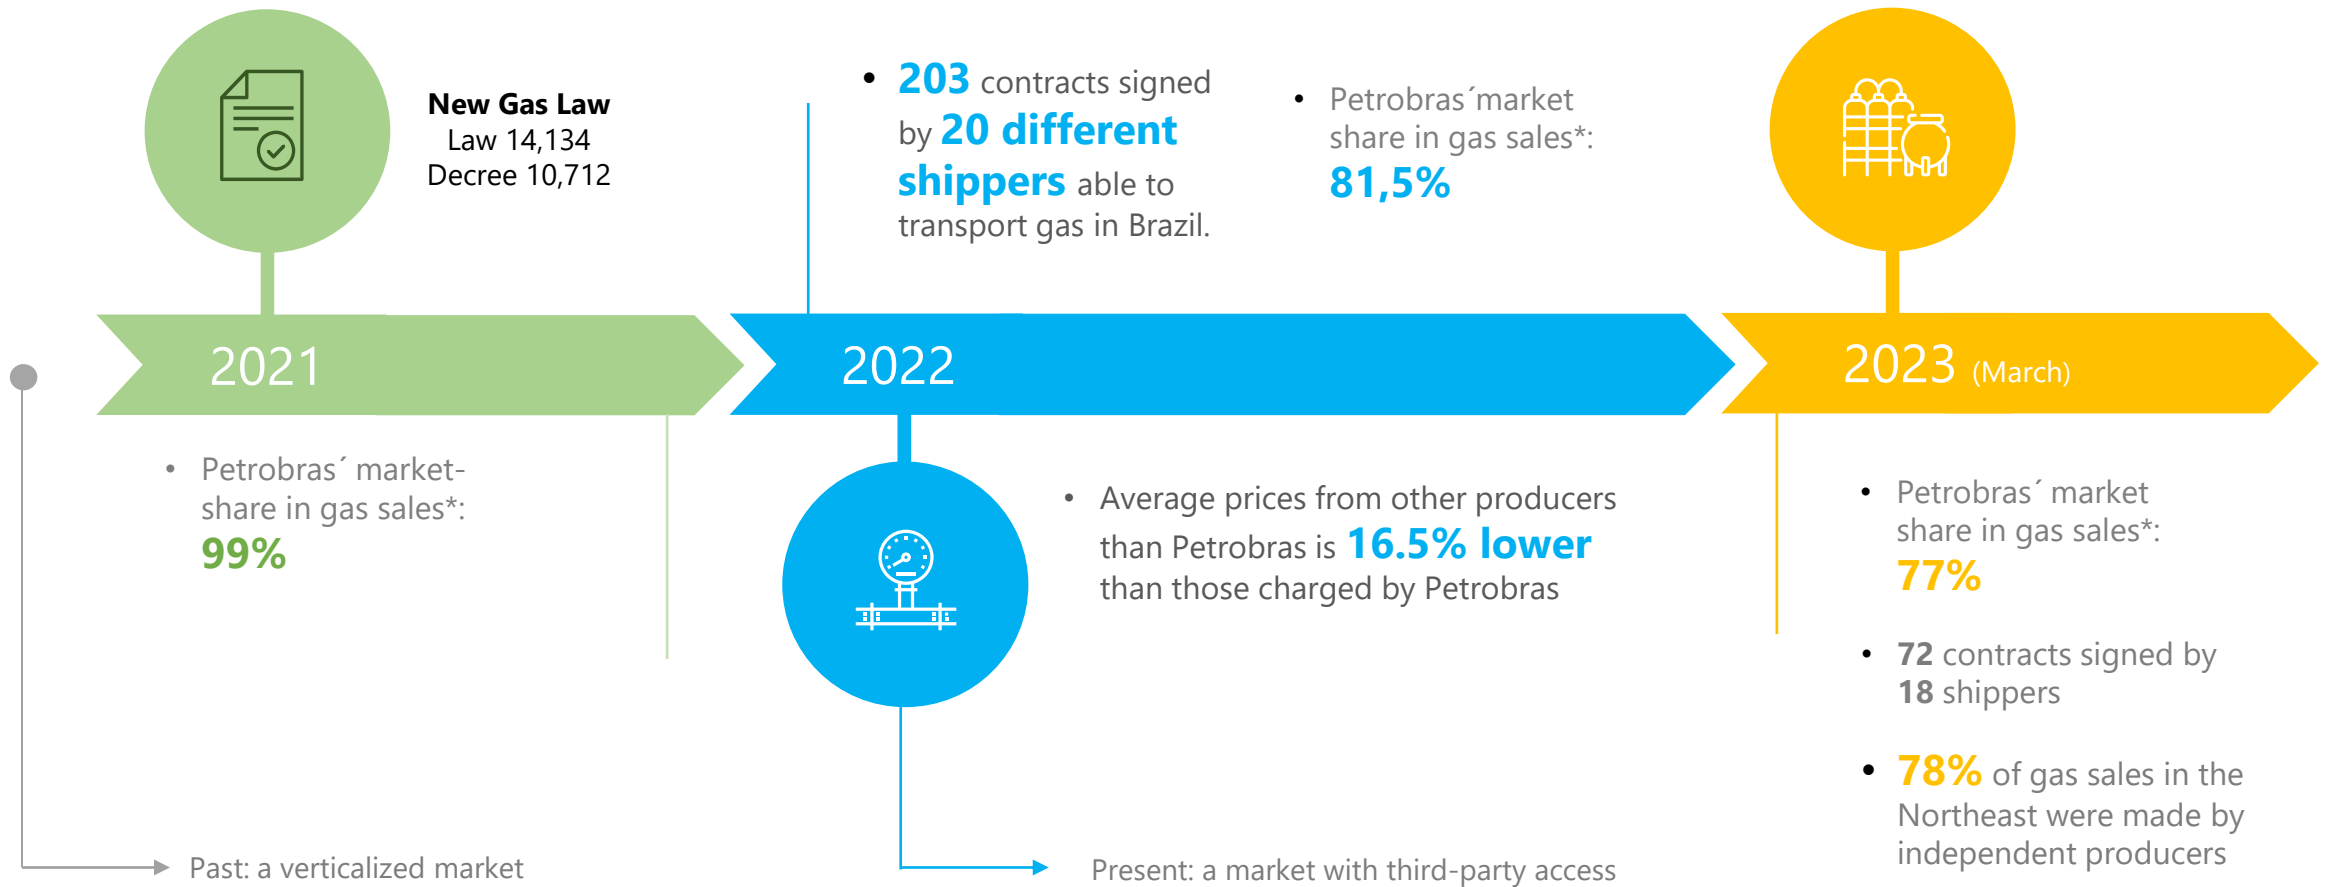 New Gas Law
Law 14,134
Decree 10,712
• 203 contracts signed
by 20 different
shippers able to
transport gas in Brazil.
• Petrobras´market
share in gas sales*:
81,5%
2021
2022
2023 (March)
• Petrobras´ market-
share in gas sales*:
99%
• Average prices from other producers
than Petrobras is 16.5% lower
than those charged by Petrobras
• Petrobras´ market
share in gas sales*:
77%
• 72 contracts signed by
18 shippers
• 78% of gas sales in the
Northeast were made by
independent producers
Past: a verticalized market
Present: a market with third-party access